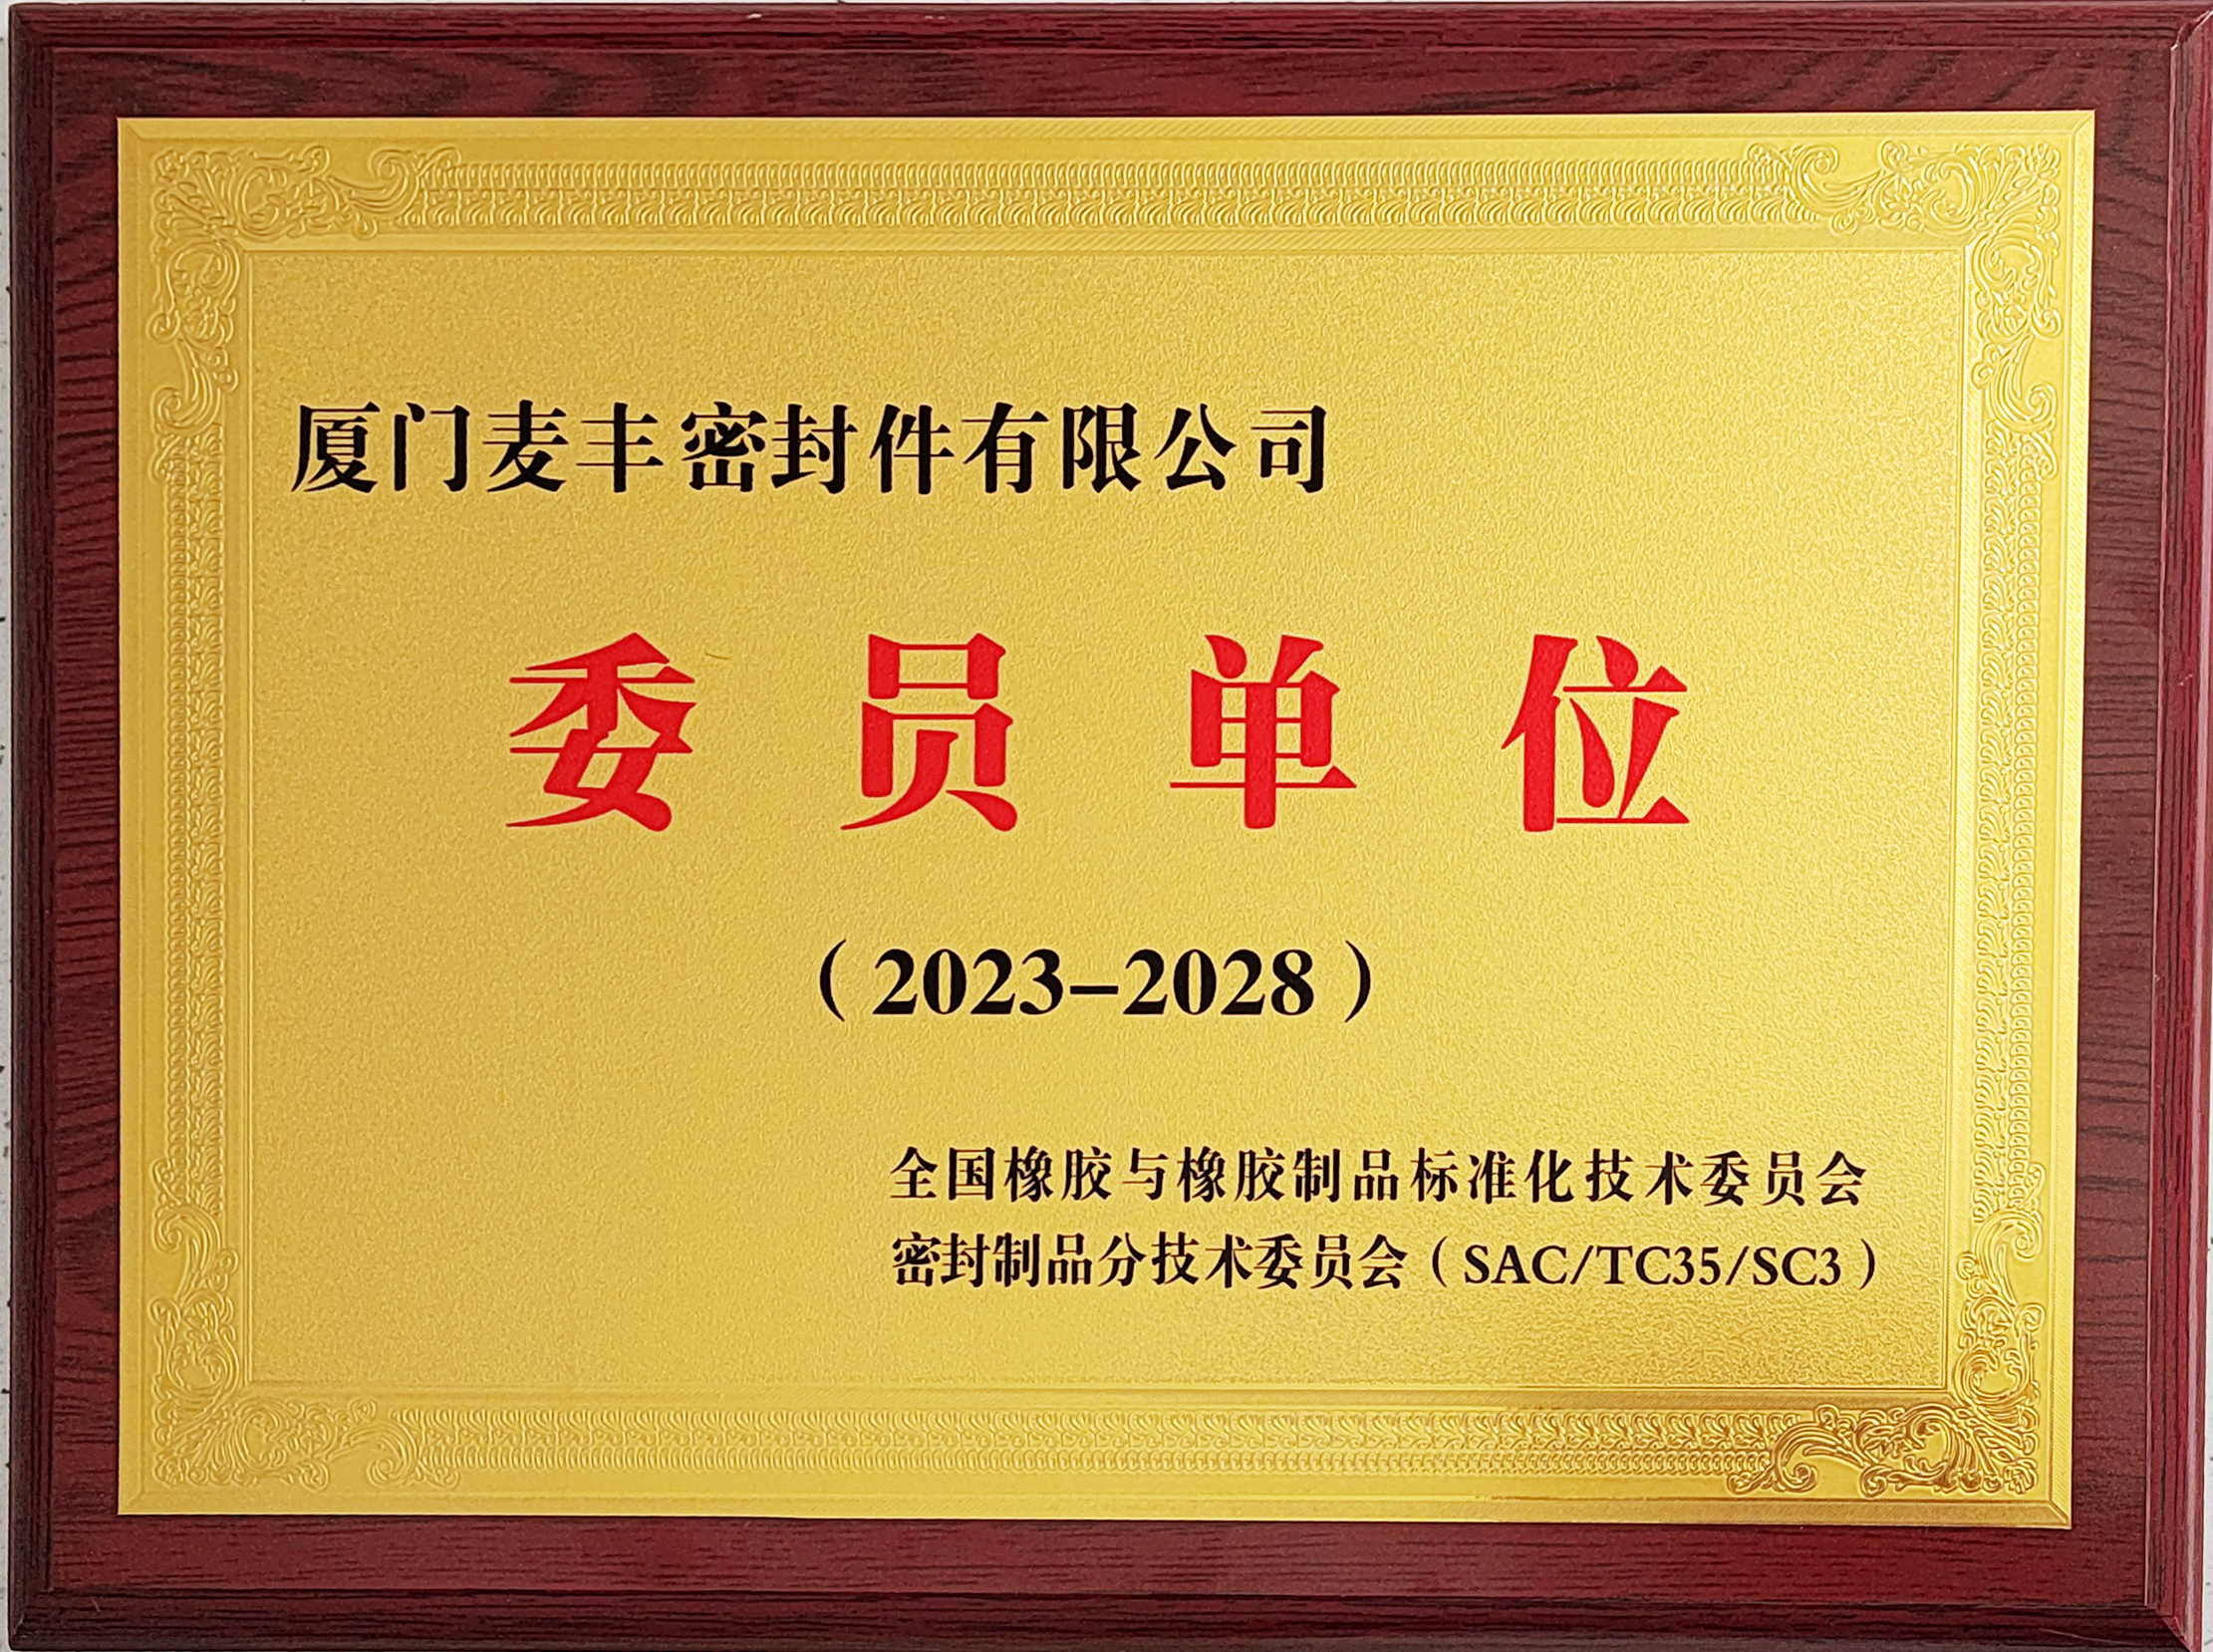 厦门麦丰密封件有限公司
委员单位
（2023-2028）
全国橡胶与橡胶制品标准化技术委员会
密封制品分技术委员会（SAC/TC35/SC3）